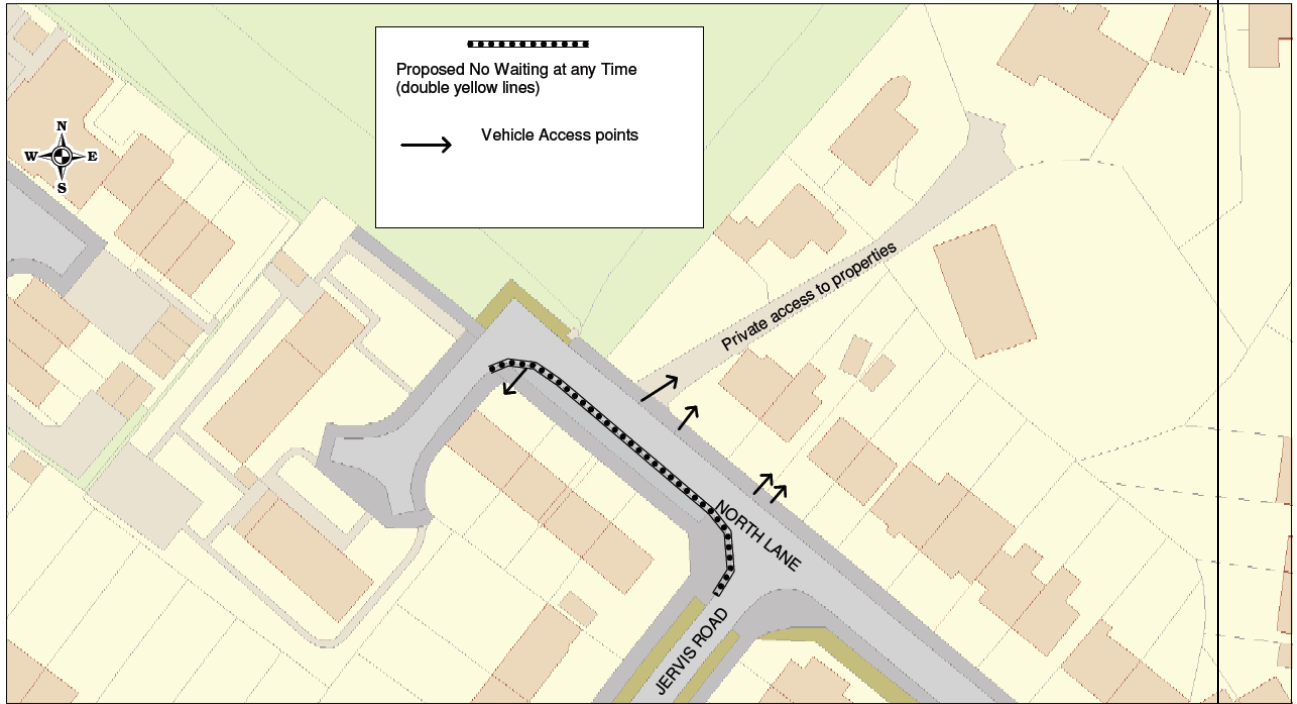 Proposed No Waiting at any Time
(double yellow lines)
Vehicle Access points
N
W E
S
Private access to properties
NORTH LANE
JERVIS ROAD